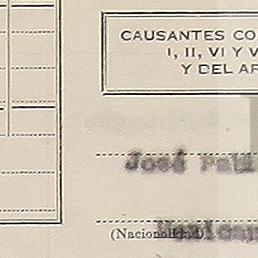 CAUSANTES CO
I, II, VI Y V
Y DEL AR
José
(Nacionalidad)